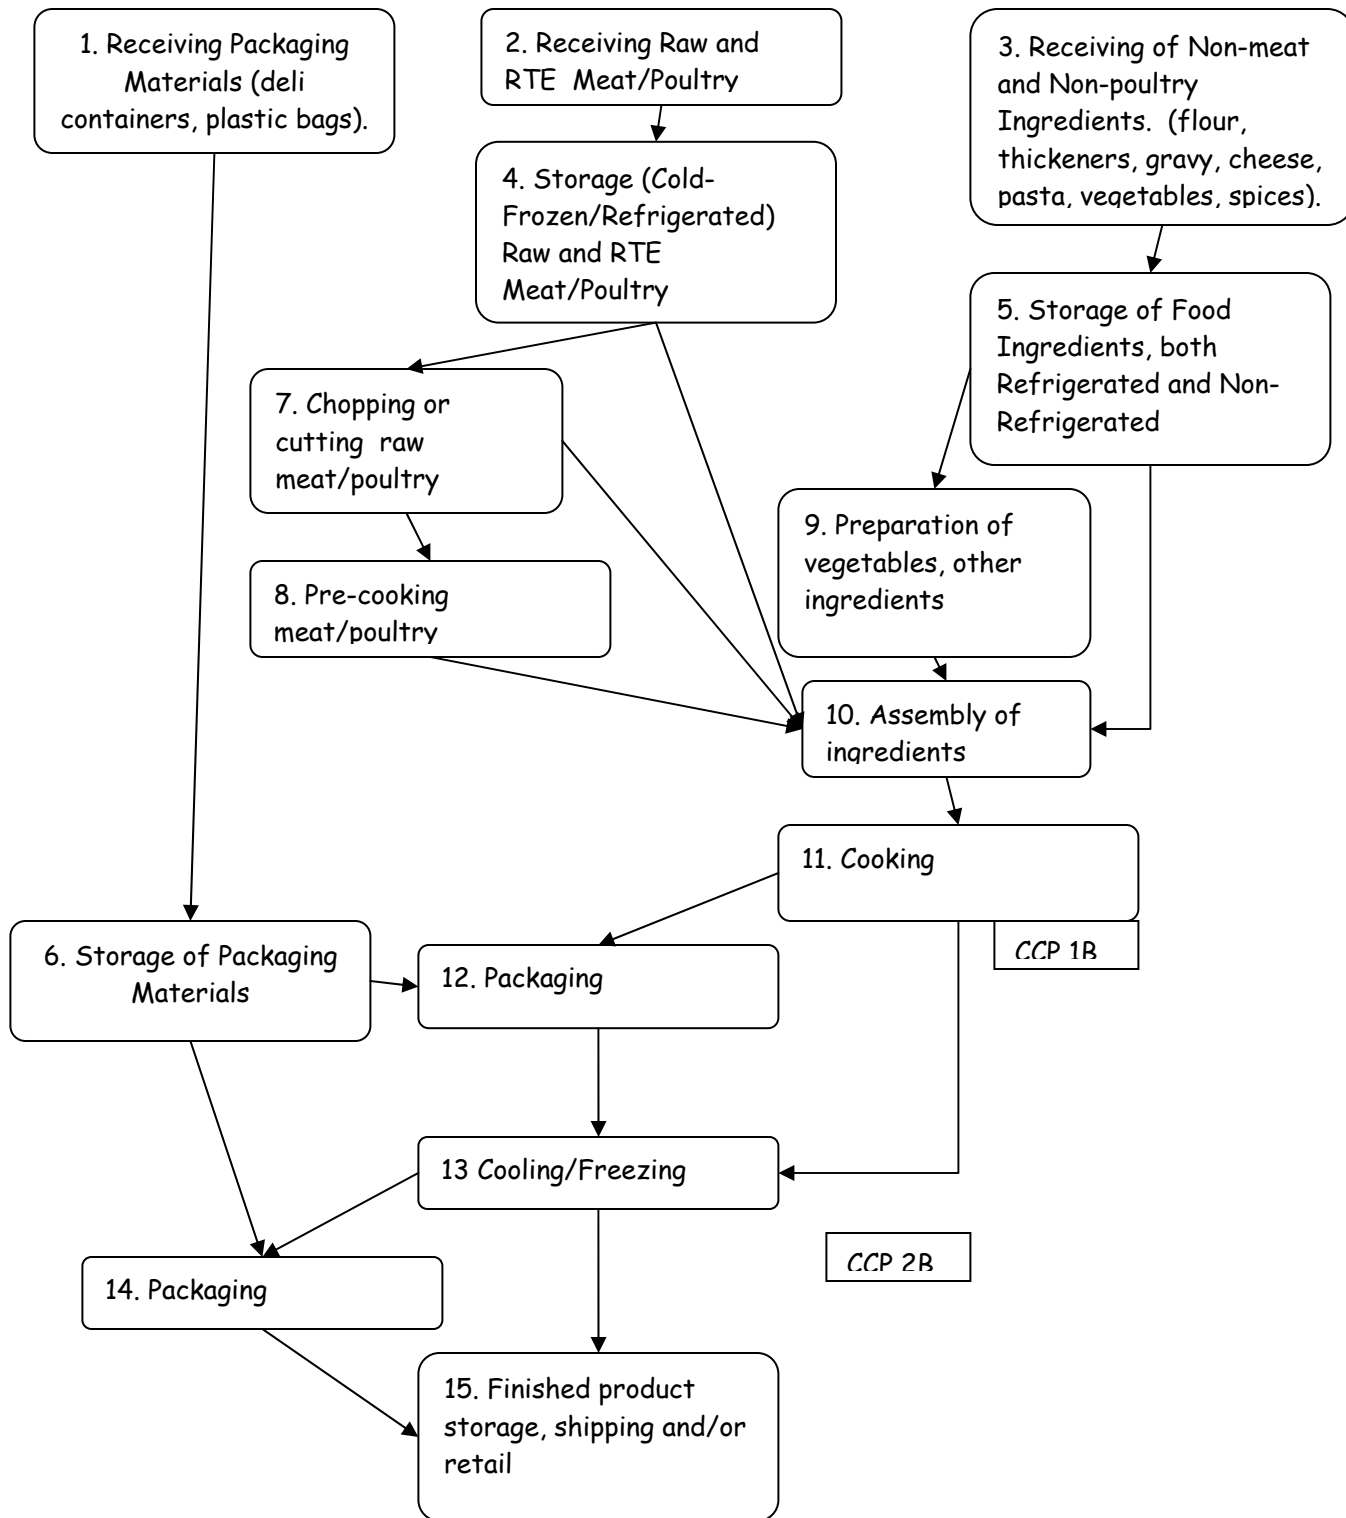 1. Receiving Packaging
Materials (deli
containers, plastic bags).
2. Receiving Raw and
RTE Meat/Poultry
3. Receiving of Non-meat
and Non-poultry
Ingredients. (flour,
thickeners, gravy, cheese,
pasta, vegetables, spices).
4. Storage (Cold-
Frozen/Refrigerated)
Raw and RTE
Meat/Poultry
5. Storage of Food
Ingredients, both
Refrigerated and Non-
Refrigerated
7. Chopping or
cutting raw
meat/poultry
9. Preparation of
vegetables, other
ingredients
8. Pre-cooking
meat/poultry
10. Assembly of
ingredients
11. Cooking
CCP 1B
6. Storage of Packaging
Materials
12. Packaging
13 Cooling/Freezing
CCP 2B
14. Packaging
15. Finished product
storage, shipping and/or
retail